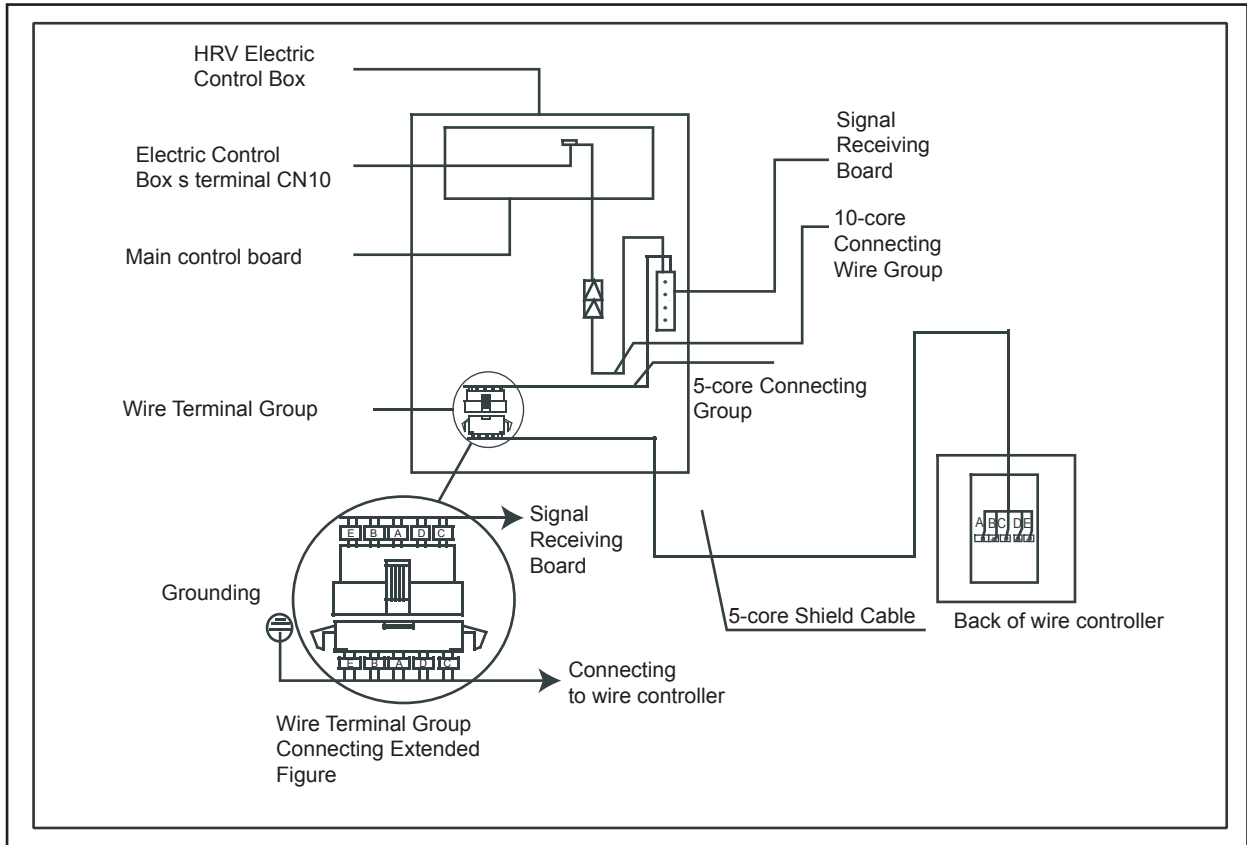 HRV Electric
Control Box
Electric Control
Box s terminal CN10
Main control board
Signal
Receiving
Board
10-core
Connecting
Wire Group
5-core Connecting
Group
Wire Terminal Group
E B A D C
Signal
Receiving
Board
Grounding
E B A D C
Connecting
to wire controller
Wire Terminal Group
Connecting Extended
Figure
5-core Shield Cable
A B C D E
Back of wire controller